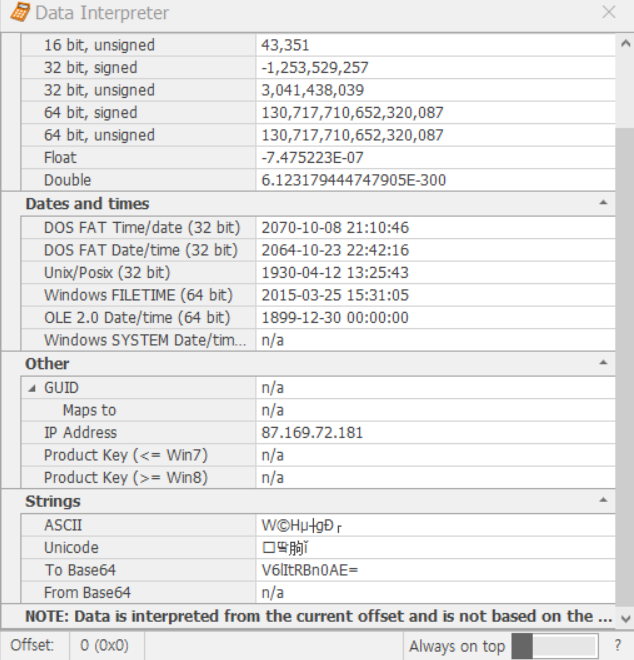 Data Interpreter
16 bit, unsigned 43,351
32 bit, signed -1,253,529,257
32 bit, unsigned 3,041,438,039
64 bit, signed 130,717,710,652,320,087
64 bit, unsigned 130,717,710,652,320,087
Float -7.475223E-07
Double 6.123179444747905E-300
Dates and times
DOS FAT Time/date (32 bit) 2070-10-08 21:10:46
DOS FAT Date/time (32 bit) 2064-10-23 22:42:16
Unix/Posix (32 bit) 1930-04-12 13:25:43
Windows FILETIME (64 bit) 2015-03-25 15:31:05
OLE 2.0 Date/time (64 bit) 1899-12-30 00:00:00
Windows SYSTEM Date/tim... n/a
Other
GUID n/a
Maps to n/a
IP Address 87.169.72.181
Product Key (<= Win7) n/a
Product Key (>= Win8) n/a
Strings
ASCII W©Hµ┼gÐ┌
Unicode □땈朐ǐ
To Base64 V6lItRBn0AE=
From Base64 n/a
NOTE: Data is interpreted from the current offset and is not based on the ...
Offset: 0 (0x0) Always on top ?